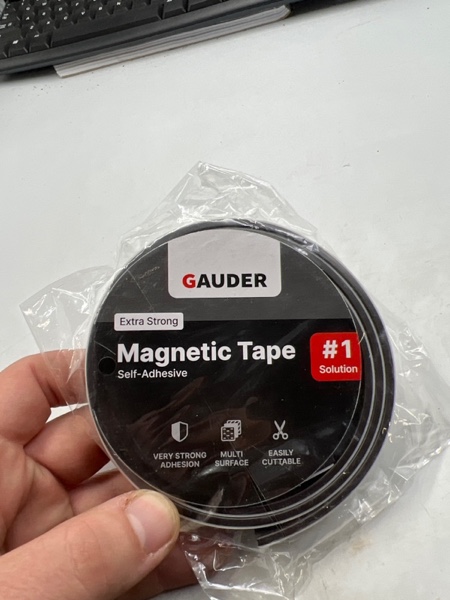 GAUDER
Extra Strong
Magnetic Tape
Self-Adhesive
#1
Solution
VERY STRONG
ADHESION
MULTI
SURFACE
EASILY
CUTTABLE